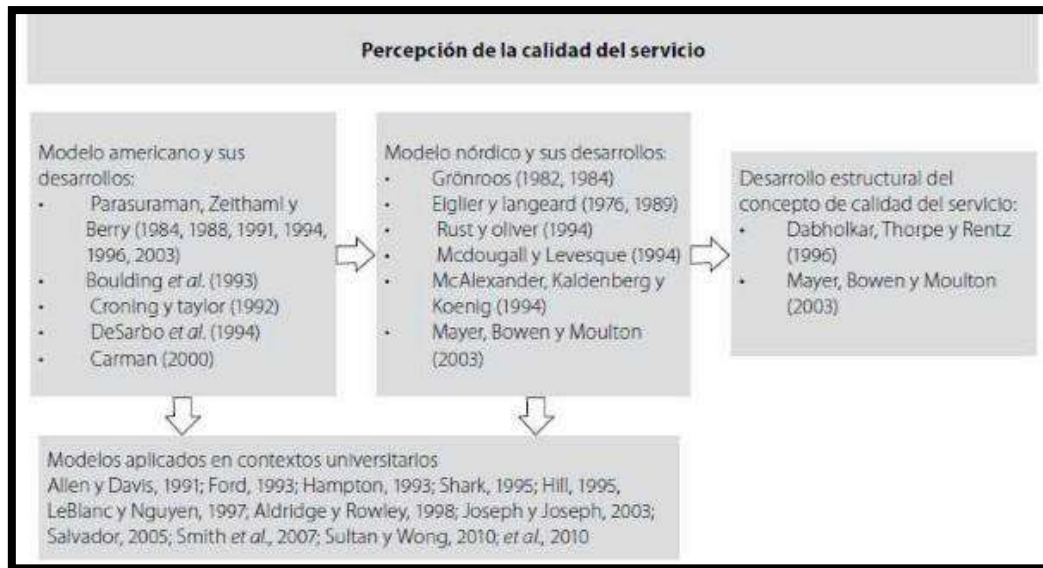 Percepción de la calidad del servicio
Modelo americano y sus
desarrollos:
• Parasuraman, Zeithaml y
Berry (1984, 1988, 1991, 1994,
1996, 2003)
• Boulding et al. (1993)
• Croning y taylor (1992)
• DeSarbo et al. (1994)
• Carman (2000)
Modelo nórdico y sus desarrollos:
• Grönroos (1982, 1984)
• Eiglier y langeard (1976, 1989)
• Rust y oliver (1994)
• Mcdougall y Levesque (1994)
• McAlexander, Kaldenberg y
Koenig (1994)
• Mayer, Bowen y Moulton
(2003)
Desarrollo estructural del
concepto de calidad del servicio:
• Dabholkar, Thorpe y Rentz
(1996)
• Mayer, Bowen y Moulton
(2003)
Modelos aplicados en contextos universitarios
Allen y Davis, 1991; Ford, 1993; Hampton, 1993; Shark, 1995; Hill, 1995,
LeBlanc y Nguyen, 1997; Aldridge y Rowley, 1998; Joseph y Joseph, 2003;
Salvador, 2005; Smith et al., 2007; Sultan y Wong, 2010; et al., 2010